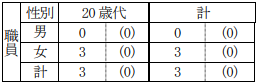 職員 性別 20歳代 計
男 0 (0) 0 (0)
女 3 (0) 3 (0)
計 3 (0) 3 (0)